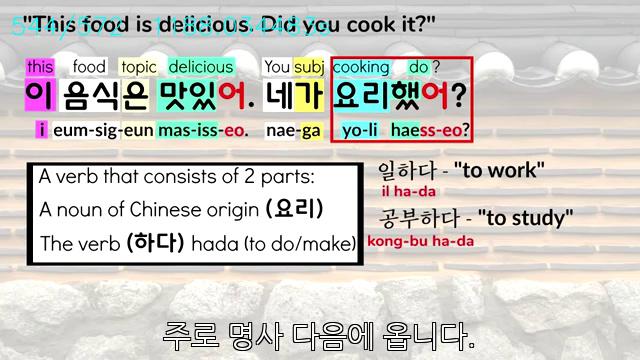 "This food is delicious. Did you cook it?"
this food topic delicious You subj cooking do ?
이 음식은 맛있어. 네가 요리했어?
i eum-sig-eun mas-iss-eo. nae-ga yo-li haess-eo?
A verb that consists of 2 parts:
A noun of Chinese origin (요리)
The verb (하다) hada (to do/make)
일하다 - "to work"
il ha-da
공부하다 - "to study"
kong-bu ha-da
주로 명사 다음에 옵니다.